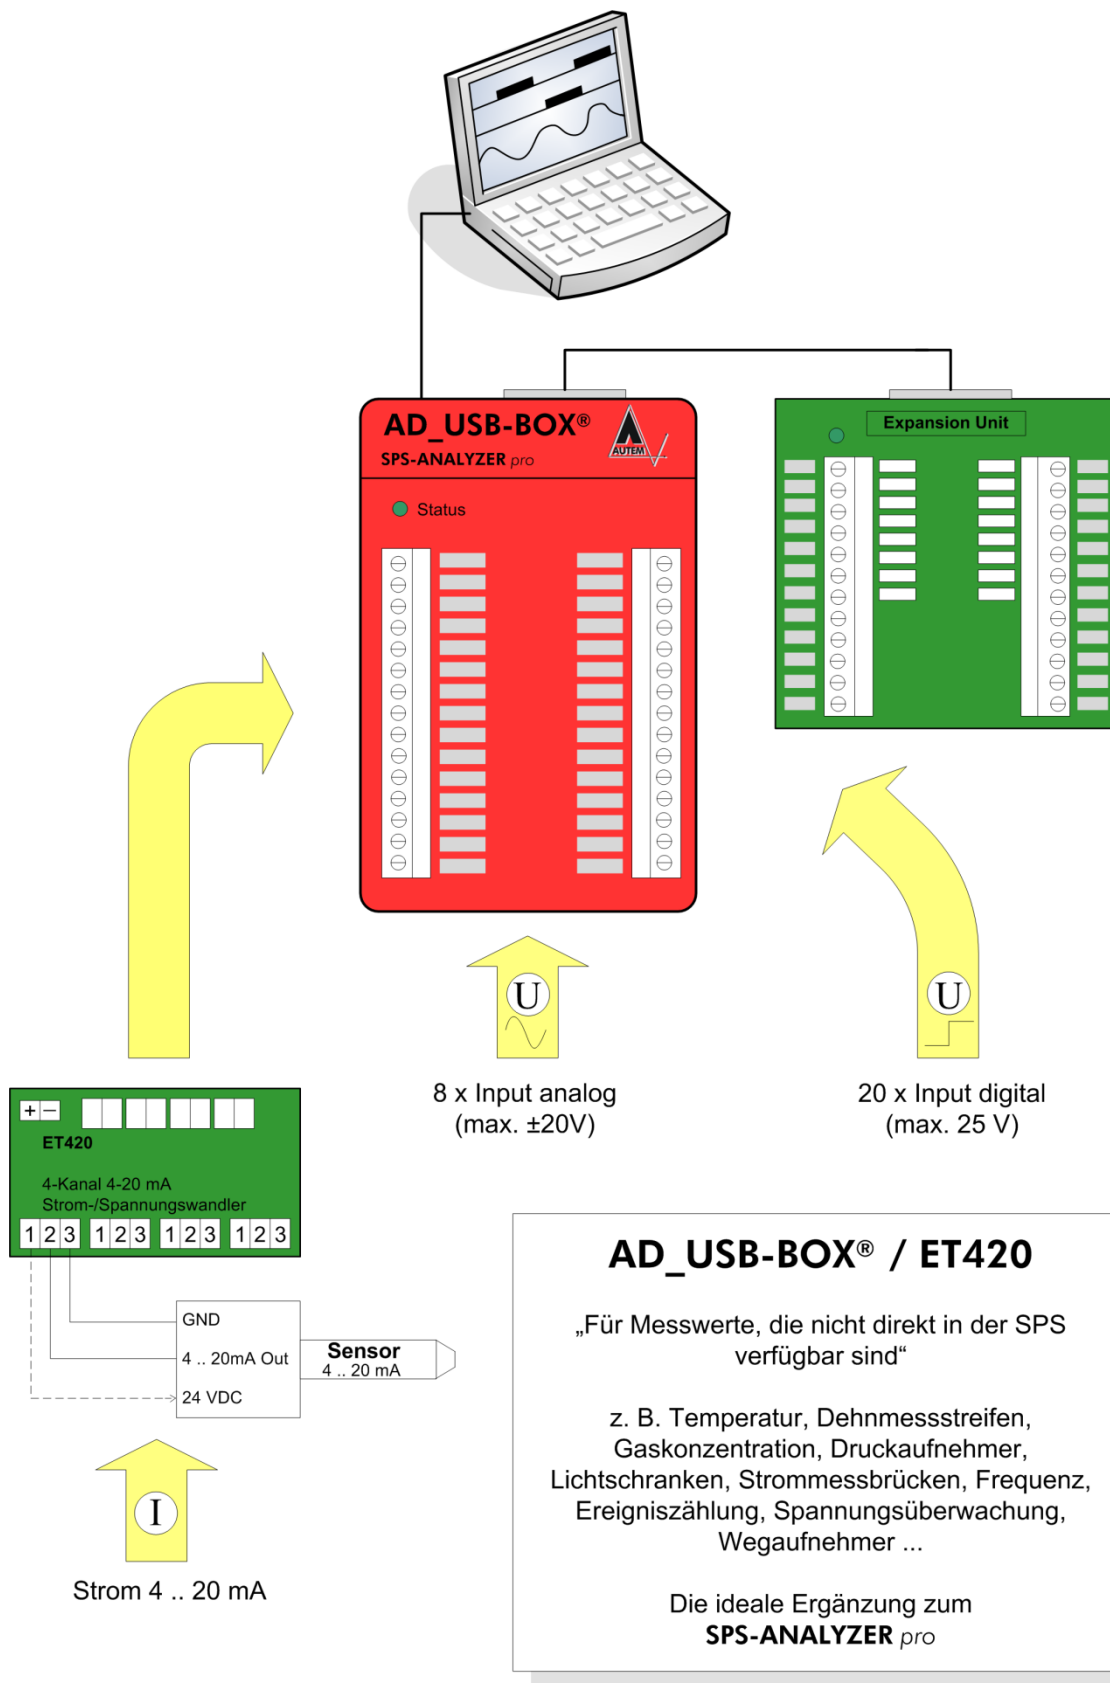 AD_USB-BOX®
SPS-ANALYZER pro
AUTEM
Status
Expansion Unit
U
8 x Input analog
(max. ±20V)
U
20 x Input digital
(max. 25 V)
+ –
ET420
4-Kanal 4-20 mA
Strom-/Spannungswandler
1 2 3 1 2 3 1 2 3 1 2 3
GND
4 .. 20mA Out
24 VDC
Sensor
4 .. 20 mA
I
Strom 4 .. 20 mA
AD_USB-BOX® / ET420
„Für Messwerte, die nicht direkt in der SPS
verfügbar sind“
z. B. Temperatur, Dehnmessstreifen,
Gaskonzentration, Druckaufnehmer,
Lichtschranken, Strommessbrücken, Frequenz,
Ereigniszählung, Spannungsüberwachung,
Wegaufnehmer ...
Die ideale Ergänzung zum
SPS-ANALYZER pro